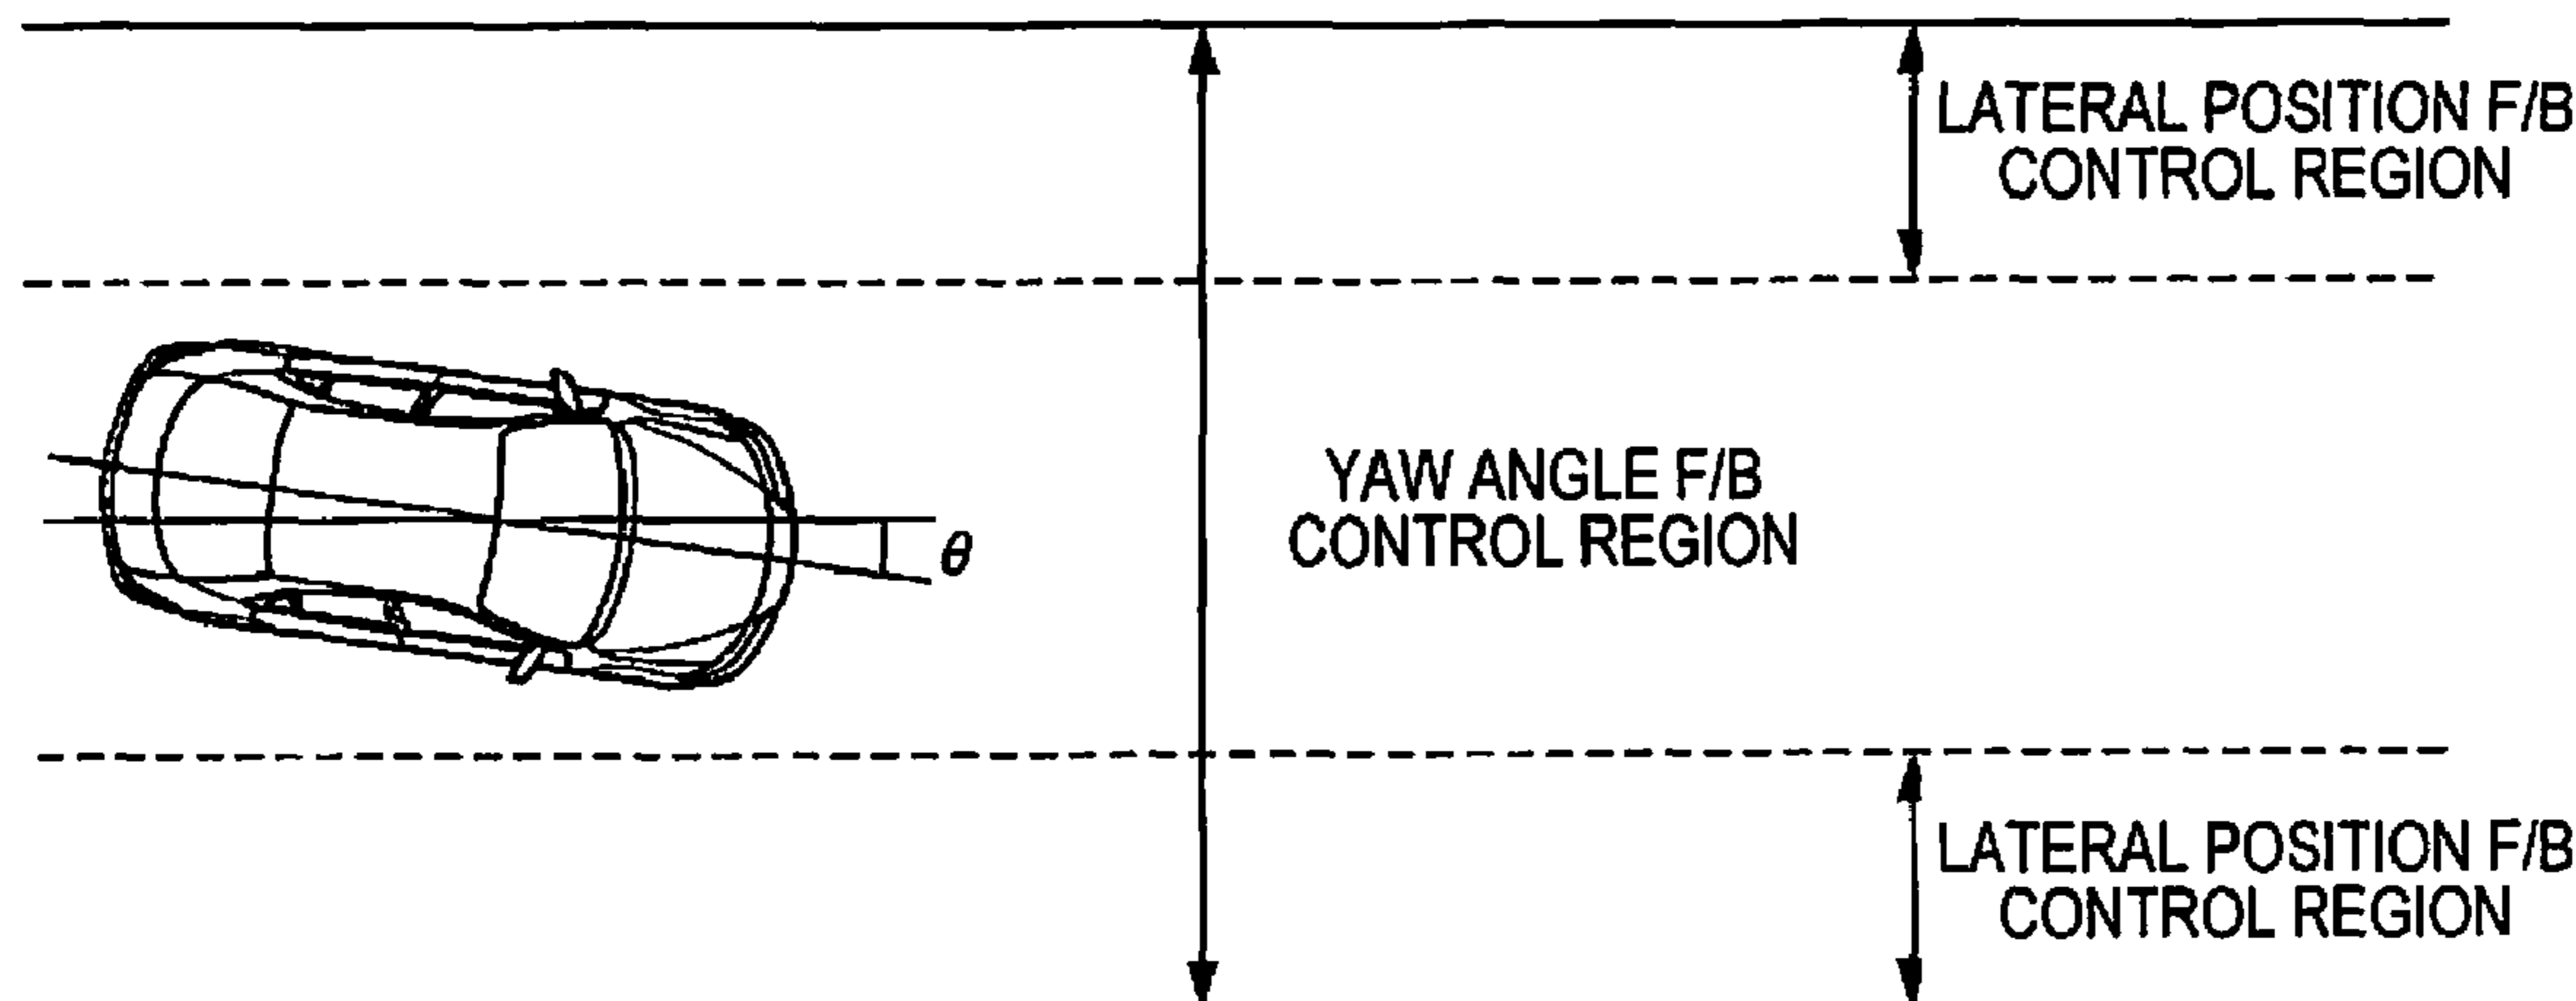 LATERAL POSITION F/B
CONTROL REGION
YAW ANGLE F/B
CONTROL REGION
θ
LATERAL POSITION F/B
CONTROL REGION